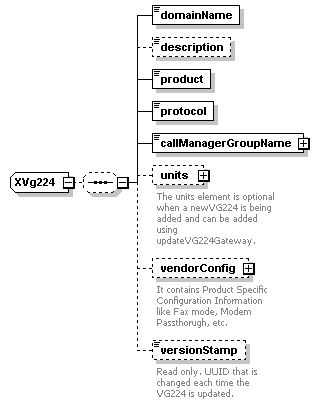 domainName
description
product
protocol
callManagerGroupName
XVg224
units
The units element is optional
when a newVG224 is being
added and can be added
using
updateVG224Gateway.
vendorConfig
It contains Product Specific
Configuration Information
like Fax mode, Modem
Passthorugh, etc.
versionStamp
Read only. UUID that is
changed each time the
VG224 is updated.